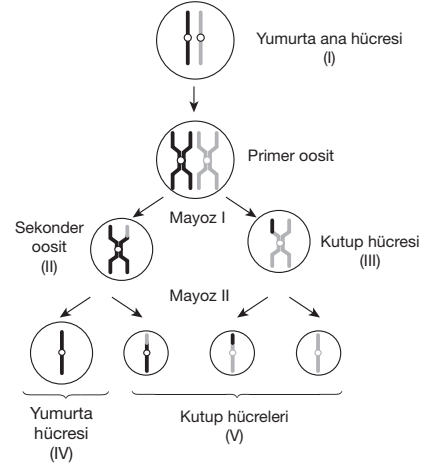 Yumurta ana hücresi
(I)
Primer oosit
Mayoz I
Sekonder
oosit
(II)
Kutup hücresi
(III)
Mayoz II
Yumurta
hücresi
(IV)
Kutup hücreleri
(V)